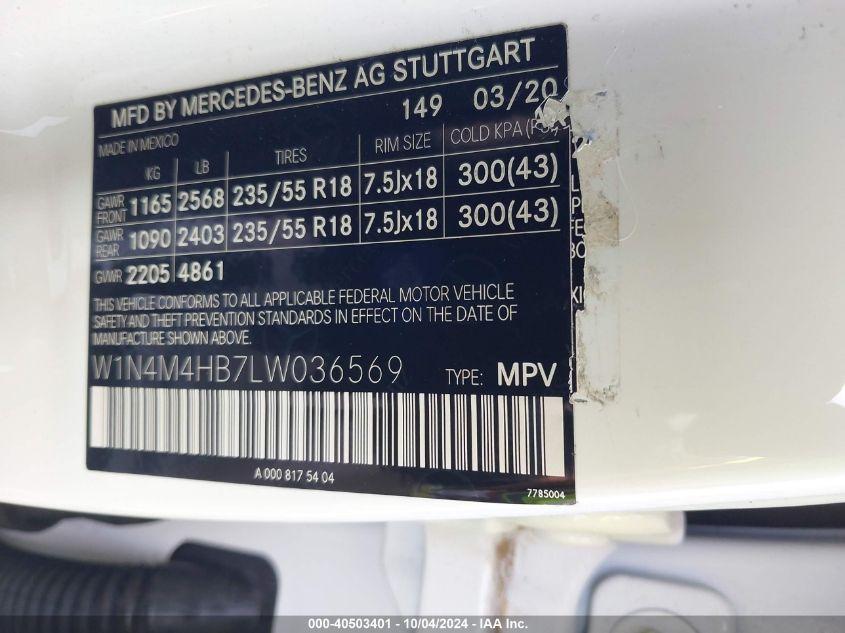 MFD BY MERCEDES-BENZ AG STUTTGART
149 03/20
MADE IN MEXICO
KG LB TIRES RIM SIZE COLD KPA
GAWR FRONT 1165 2568 235/55 R18 7.5Jx18 300(43)
GAWR REAR 1090 2403 235/55 R18 7.5Jx18 300(43)
GVWR 2205 4861
THIS VEHICLE CONFORMS TO ALL APPLICABLE FEDERAL MOTOR VEHICLE
SAFETY AND THEFT PREVENTION STANDARDS IN EFFECT ON THE DATE OF
MANUFACTURE SHOWN ABOVE.
W1N4M4HB7LW036569 TYPE: MPV
A 000 817 54 04
7785004
000-40503401 - 10/04/2024 - IAA Inc.